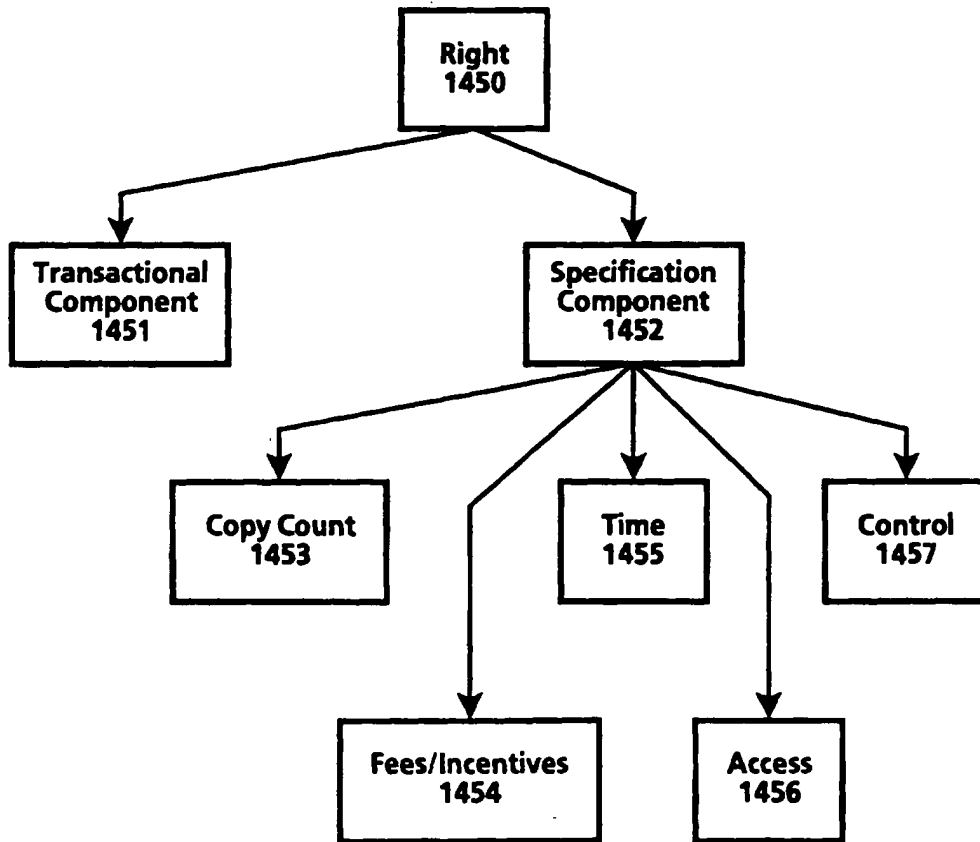 Right
1450
Transactional
Component
1451
Specification
Component
1452
Copy Count
1453
Time
1455
Control
1457
Fees/Incentives
1454
Access
1456